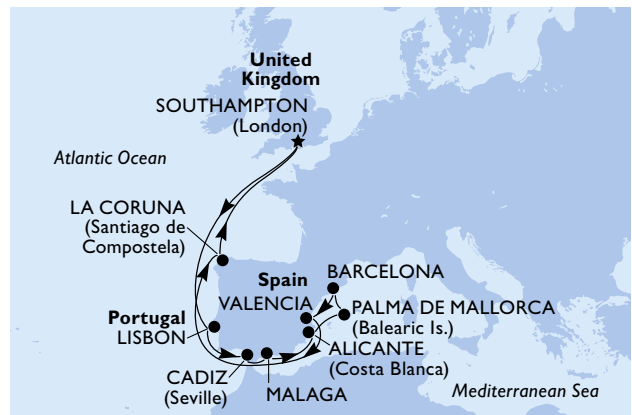 United
Kingdom
SOUTHAMPTON
(London)
Atlantic Ocean
LA CORUNA
(Santiago de
Compostela)
Spain
BARCELONA
VALENCIA
PALMA DE MALLORCA
(Balearic Is.)
Portugal
LISBON
ALICANTE
(Costa Blanca)
CADIZ
(Seville)
MALAGA
Mediterranean Sea